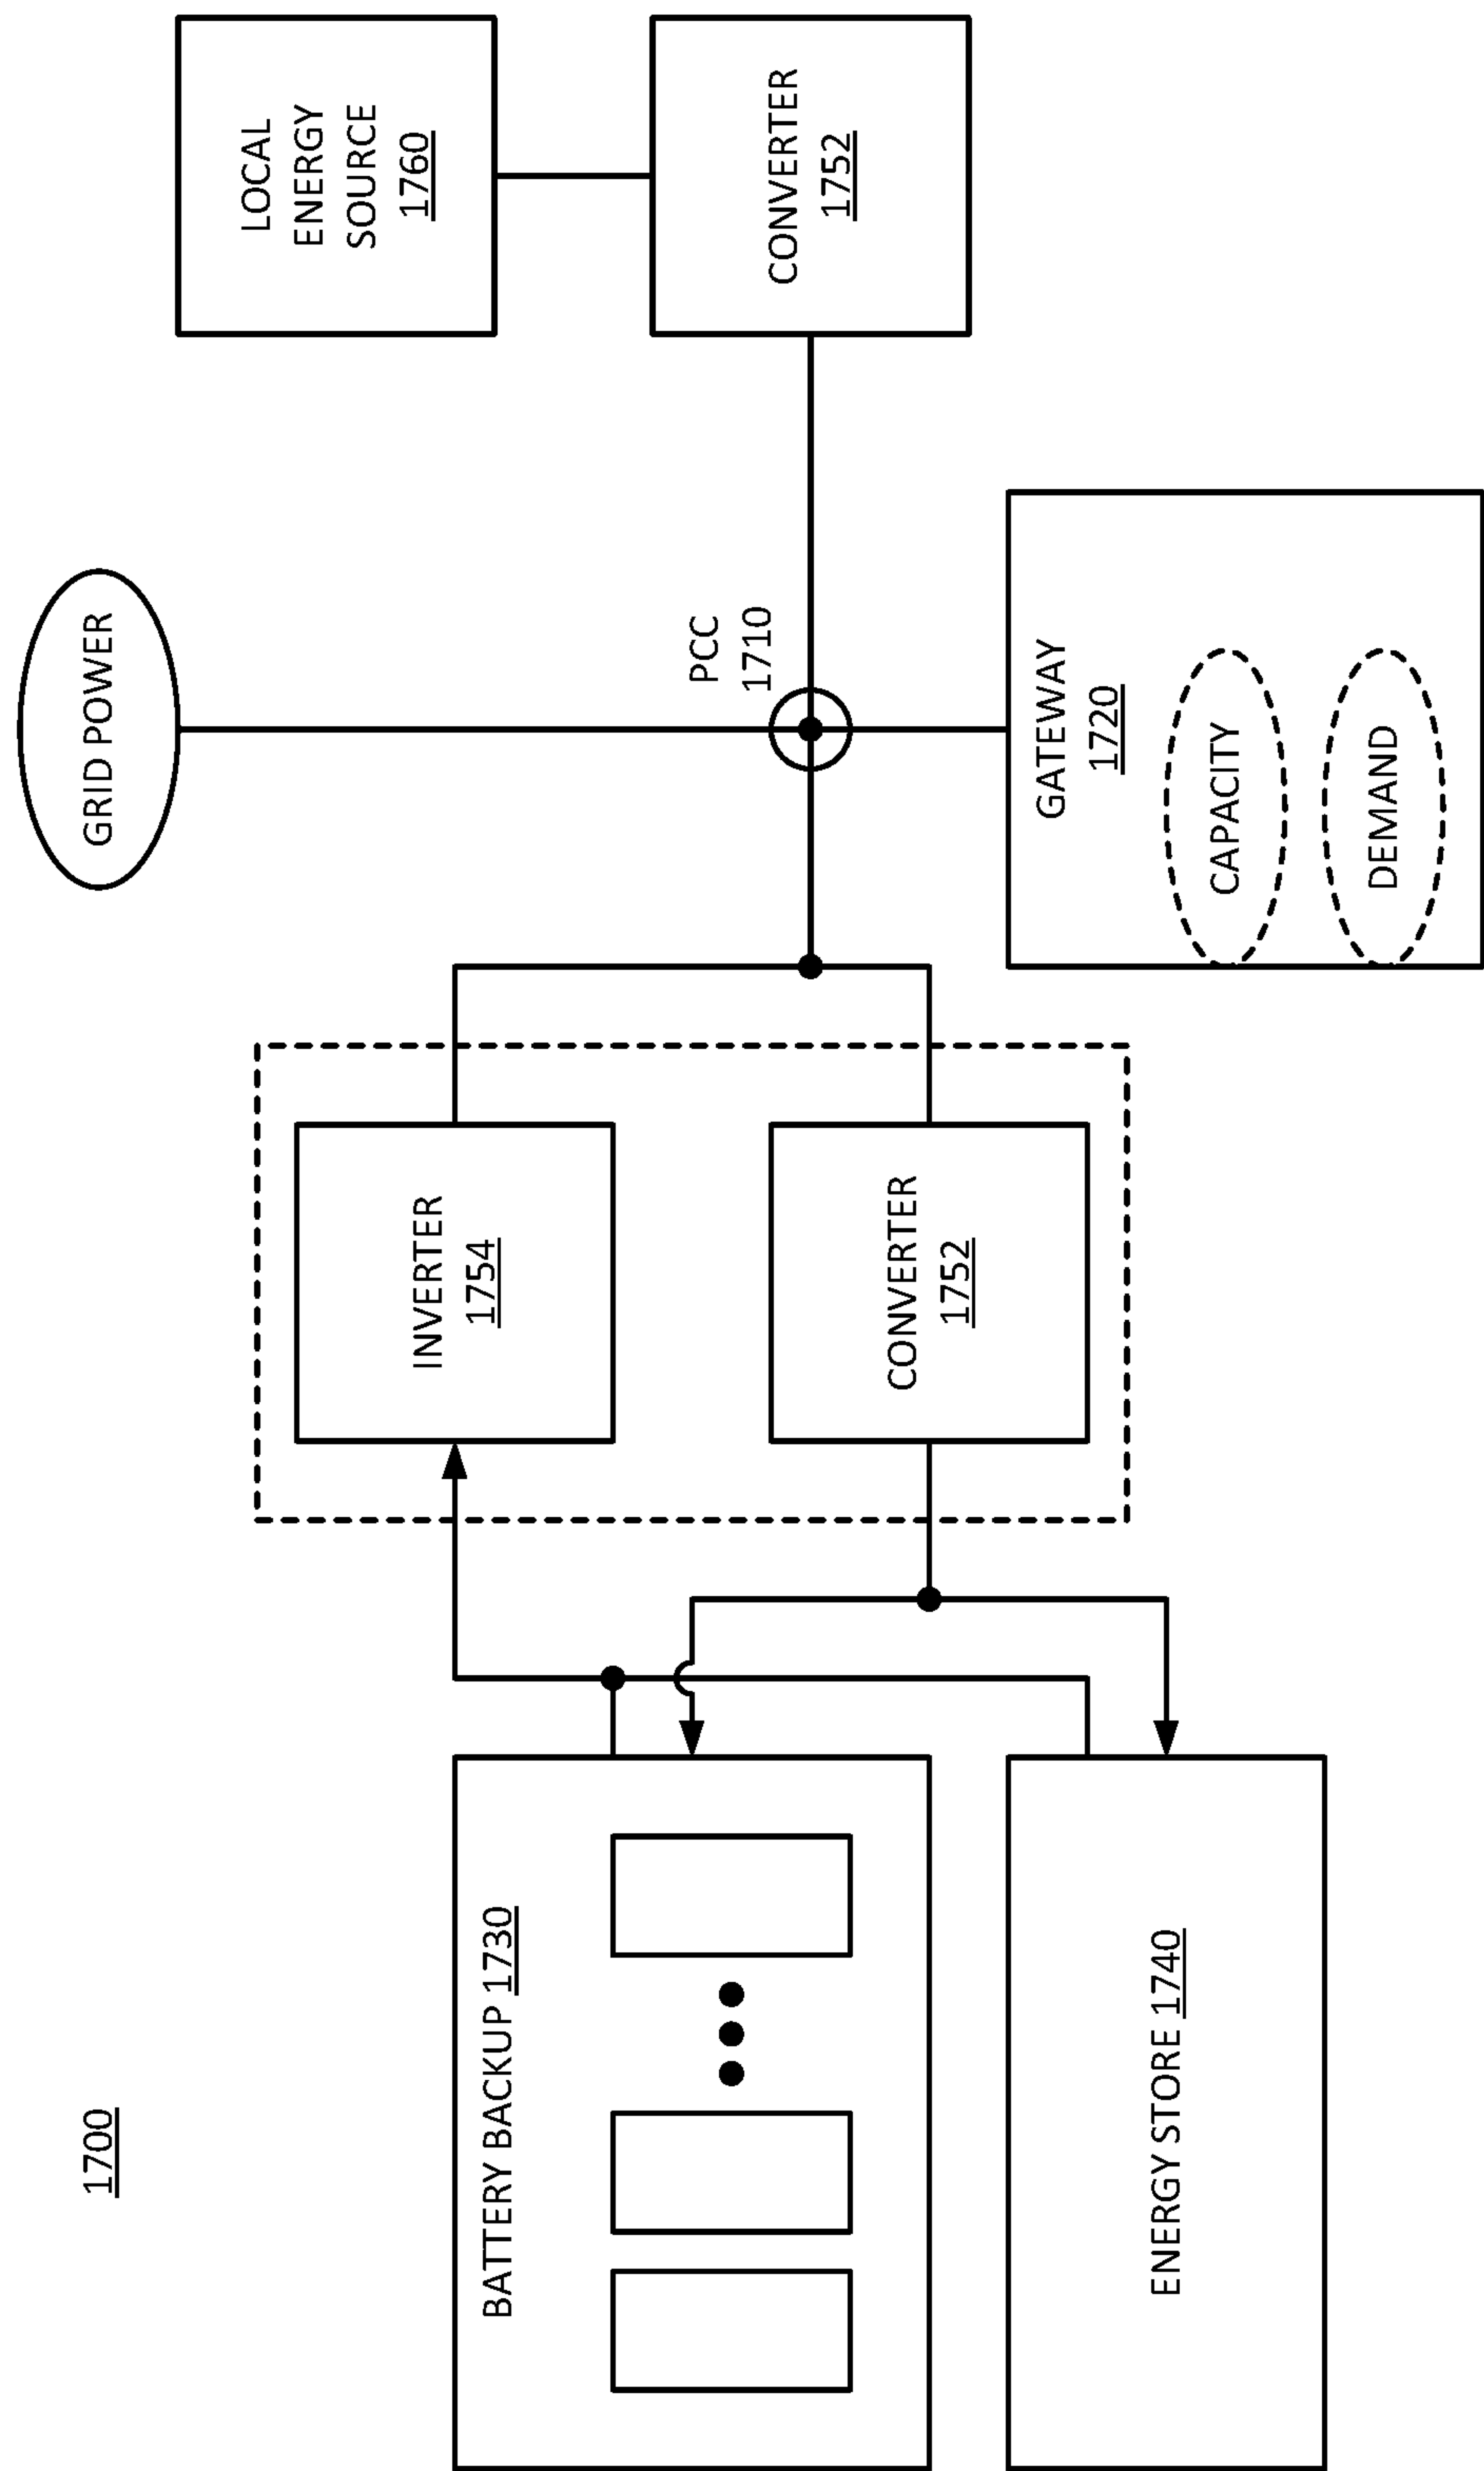 1700
BATTERY BACKUP 1730
ENERGY STORE 1740
INVERTER
1754
CONVERTER
1752
GRID POWER
PCC
1710
GATEWAY
1720
CAPACITY
DEMAND
LOCAL
ENERGY
SOURCE
1760
CONVERTER
1752